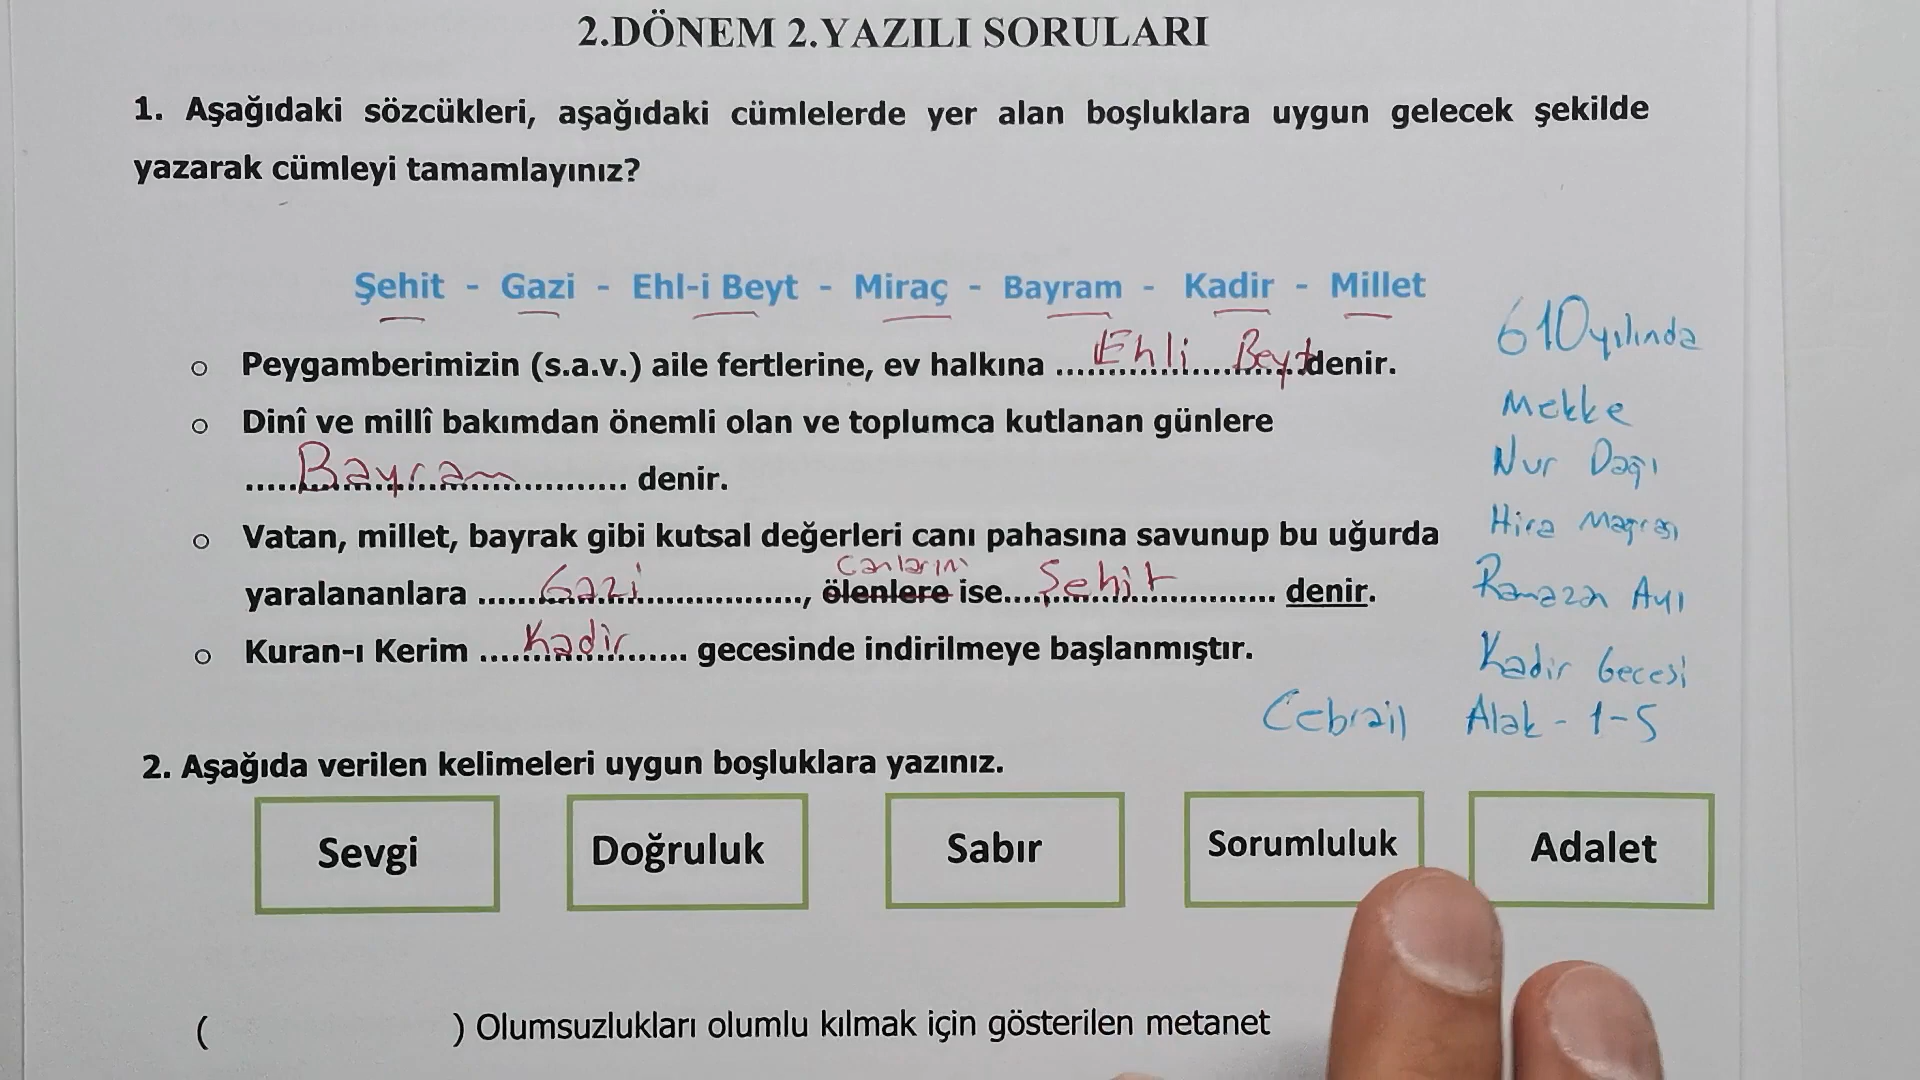 2.DÖNEM 2.YAZILI SORULARI
1. Aşağıdaki sözcükleri, aşağıdaki cümlelerde yer alan boşluklara uygun gelecek şekilde
yazarak cümleyi tamamlayınız?
Şehit - Gazi - Ehl-i Beyt - Miraç - Bayram - Kadir - Millet
Peygamberimizin (s.a.v.) aile fertlerine, ev halkına ....Ehli Beyt denir.
Dinî ve millî bakımdan önemli olan ve toplumca kutlanan günlere
.....Bayram........... denir.
Vatan, millet, bayrak gibi kutsal değerleri canı pahasına savunup bu uğurda
canlarını
yaralananlara ......Gazi................, ölenlere ise....Şehit........... denir.
Kuran-ı Kerim ....Kadir...... gecesinde indirilmeye başlanmıştır.
610 yılında
Mekke
Nur Dağı
Hira Mağrası
Ramazan Ayı
Kadir Gecesi
Cebrail Alak - 1-5
2. Aşağıda verilen kelimeleri uygun boşluklara yazınız.
Sevgi Doğruluk Sabır Sorumluluk Adalet
( ) Olumsuzlukları olumlu kılmak için gösterilen metanet